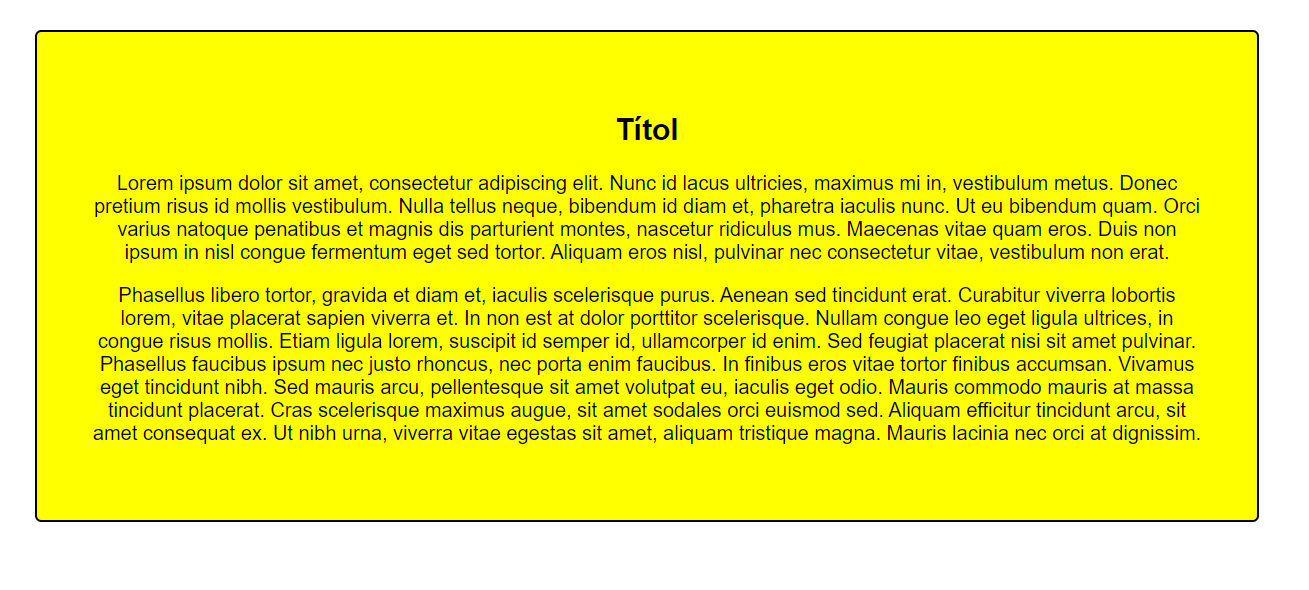 Títol
Lorem ipsum dolor sit amet, consectetur adipiscing elit. Nunc id lacus ultricies, maximus mi in, vestibulum metus. Donec
pretium risus id mollis vestibulum. Nulla tellus neque, bibendum id diam et, pharetra iaculis nunc. Ut eu bibendum quam. Orci
varius natoque penatibus et magnis dis parturient montes, nascetur ridiculus mus. Maecenas vitae quam eros. Duis non
ipsum in nisl congue fermentum eget sed tortor. Aliquam eros nisl, pulvinar nec consectetur vitae, vestibulum non erat.
Phasellus libero tortor, gravida et diam et, iaculis scelerisque purus. Aenean sed tincidunt erat. Curabitur viverra lobortis
lorem, vitae placerat sapien viverra et. In non est at dolor porttitor scelerisque. Nullam congue leo eget ligula ultrices, in
congue risus mollis. Etiam ligula lorem, suscipit id semper id, ullamcorper id enim. Sed feugiat placerat nisi sit amet pulvinar.
Phasellus faucibus ipsum nec justo rhoncus, nec porta enim faucibus. In finibus eros vitae tortor finibus accumsan. Vivamus
eget tincidunt nibh. Sed mauris arcu, pellentesque sit amet volutpat eu, iaculis eget odio. Mauris commodo mauris at massa
tincidunt placerat. Cras scelerisque maximus augue, sit amet sodales orci euismod sed. Aliquam efficitur tincidunt arcu, sit
amet consequat ex. Ut nibh urna, viverra vitae egestas sit amet, aliquam tristique magna. Mauris lacinia nec orci at dignissim.